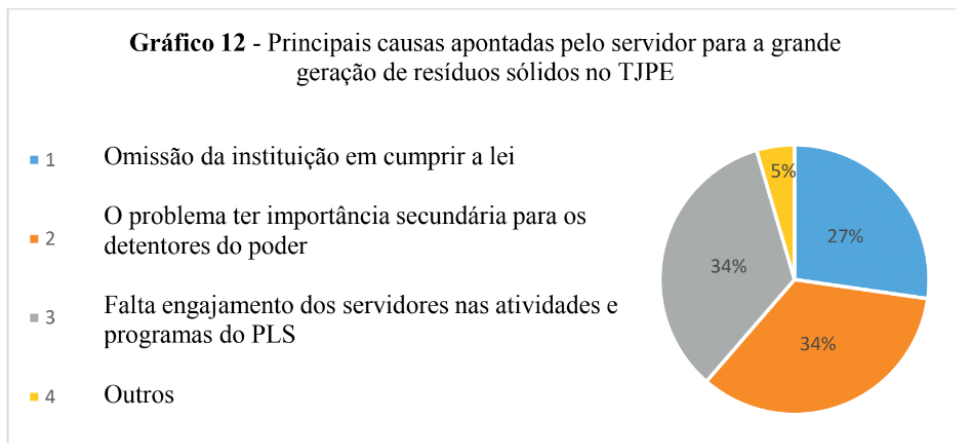 Gráfico 12 - Principais causas apontadas pelo servidor para a grande
geração de resíduos sólidos no TJPE
1 Omissão da instituição em cumprir a lei
2 O problema ter importância secundária para os
detentores do poder
3 Falta engajamento dos servidores nas atividades e
programas do PLS
4 Outros
5%
27%
34%
34%